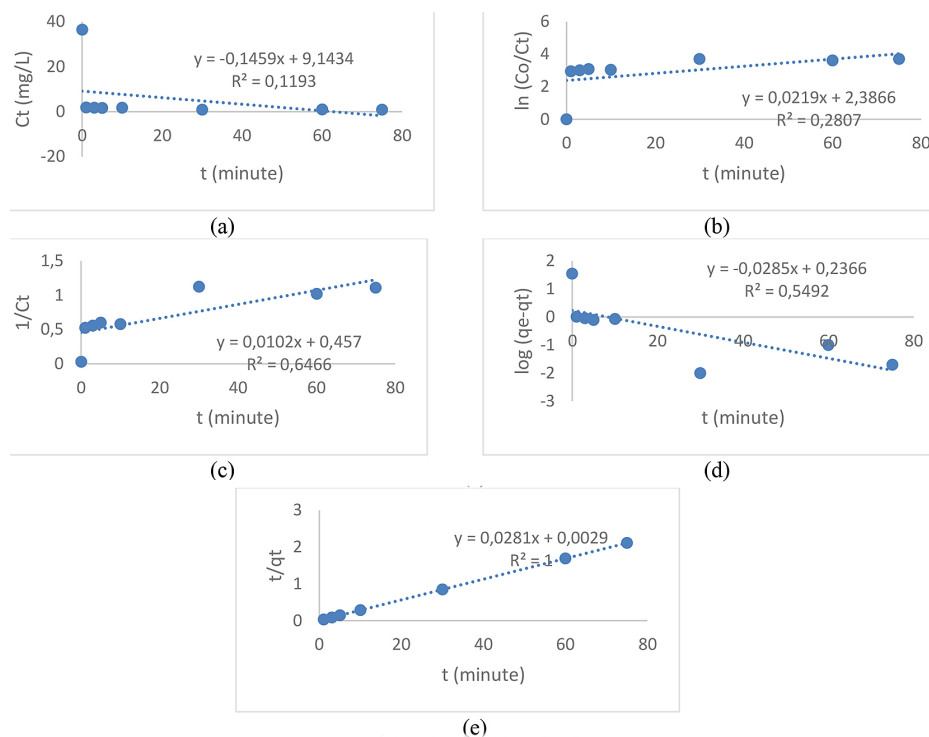 40
20
0
-20
0
20
40
60
80
Ct (mg/L)
y = -0,1459x + 9,1434
R² = 0,1193
t (minute)
(a)
6
4
2
0
0
20
40
60
80
ln (Co/Ct)
y = 0,0219x + 2,3866
R² = 0,2807
t (minute)
(b)
1,5
1
0,5
0
0
20
40
60
80
1/Ct
y = 0,0102x + 0,457
R² = 0,6466
t (minute)
(c)
2
1
0
-1
-2
-3
0
20
40
60
80
log (qe-qt)
y = -0,0285x + 0,2366
R² = 0,5492
t (minute)
(d)
3
2
1
0
0
20
40
60
80
t/qt
y = 0,0281x + 0,0029
R² = 1
t (minute)
(e)